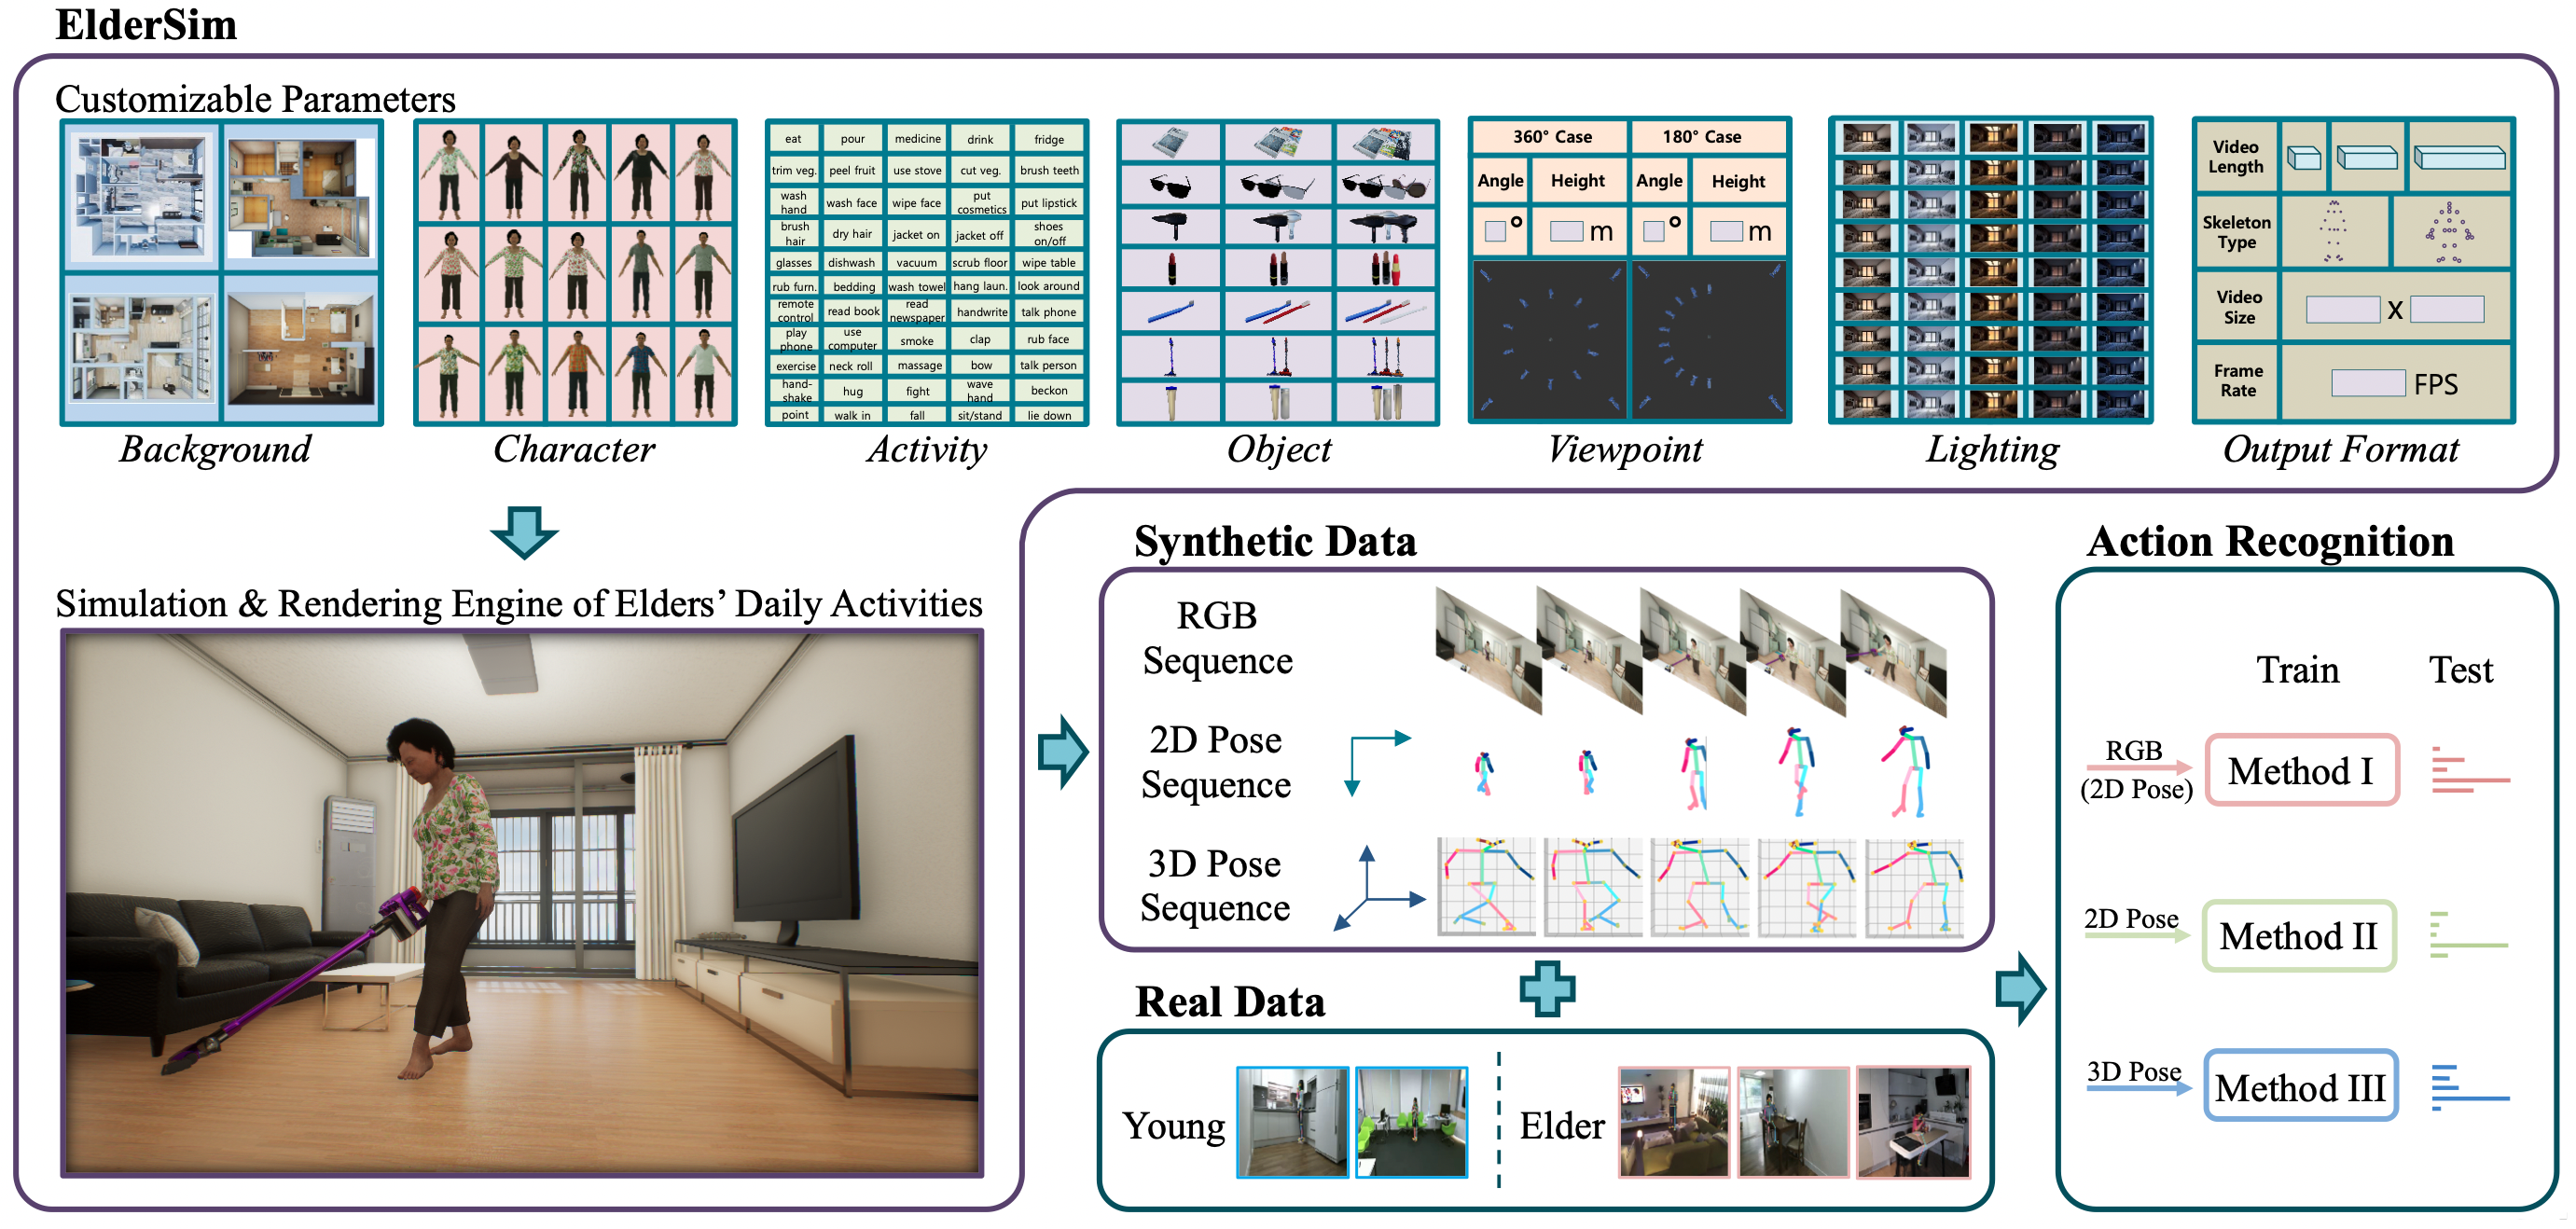 ElderSim
Customizable Parameters
eat pour medicine drink fridge
trim veg. peel fruit use stove cut veg. brush teeth
wash hand wash face wipe face put cosmetics put lipstick
brush hair dry hair jacket on jacket off shoes on/off
glasses dishwash vacuum scrub floor wipe table
rub furn. bedding wash towel hang laun. look around
remote control read book read newspaper handwrite talk phone
play phone use computer smoke clap rub face
exercise neck roll massage bow talk person
hand-shake hug fight wave hand beckon
point walk in fall sit/stand lie down
360° Case 180° Case
Angle Height Angle Height
° m ° m
Video Length
Skeleton Type
Video Size X
Frame Rate FPS
Background Character Activity Object Viewpoint Lighting Output Format
Simulation & Rendering Engine of Elders’ Daily Activities
Synthetic Data
RGB Sequence
2D Pose Sequence
3D Pose Sequence
Real Data
Young Elder
Action Recognition
Train Test
RGB (2D Pose) Method I
2D Pose Method II
3D Pose Method III